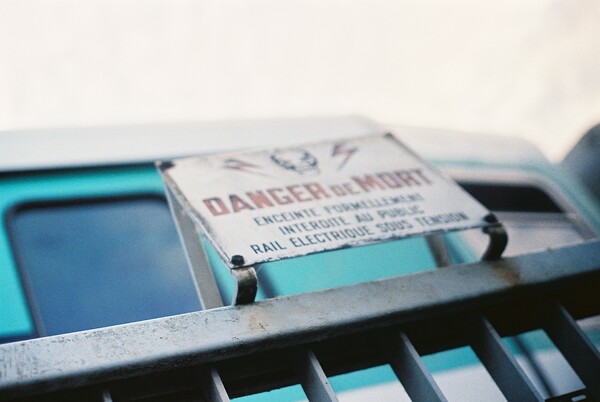 DANGER DE MORT
ENCEINTE FORMELLEMENT
INTERDITE AU PUBLIC
RAIL ELECTRIQUE SOUS TENSION